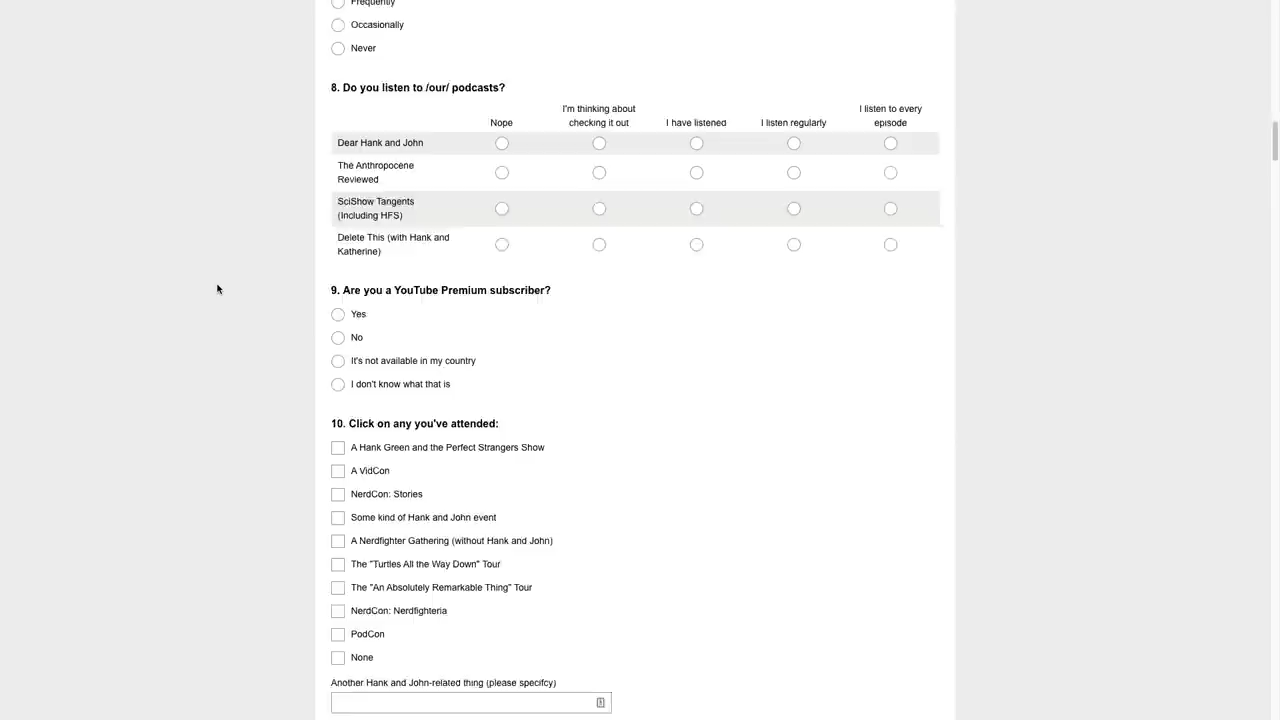 Frequently
Occasionally
Never
8. Do you listen to /our/ podcasts?
Nope
I'm thinking about checking it out
I have listened
I listen regularly
I listen to every episode
Dear Hank and John
The Anthropocene
Reviewed
SciShow Tangents
(Including HFS)
Delete This (with Hank and
Katherine)
9. Are you a YouTube Premium subscriber?
Yes
No
It's not available in my country
I don't know what that is
10. Click on any you've attended:
A Hank Green and the Perfect Strangers Show
A VidCon
NerdCon: Stories
Some kind of Hank and John event
A Nerdfighter Gathering (without Hank and John)
The "Turtles All the Way Down" Tour
The "An Absolutely Remarkable Thing" Tour
NerdCon: Nerdfighteria
PodCon
None
Another Hank and John-related thing (please specifcy)